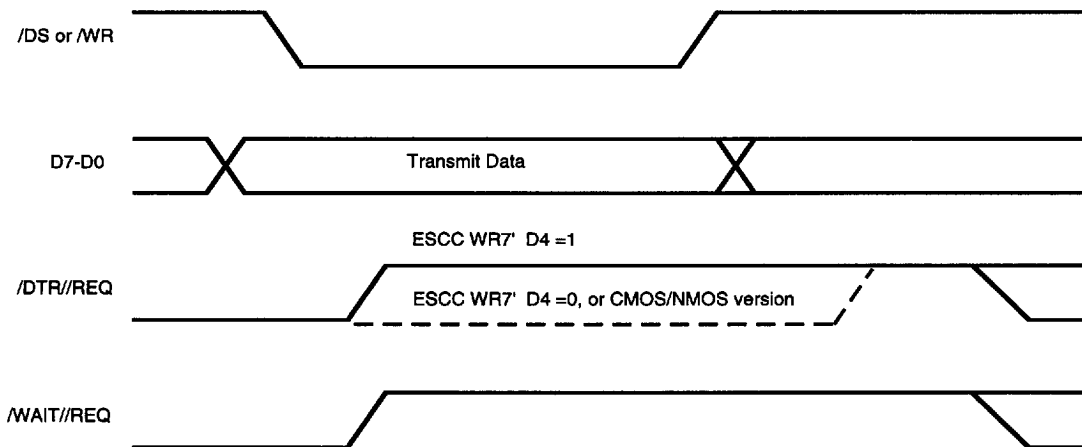 /DS or /WR
D7-D0
Transmit Data
ESCC WR7' D4 =1
/DTR//REQ
ESCC WR7' D4 =0, or CMOS/NMOS version
/WAIT//REQ